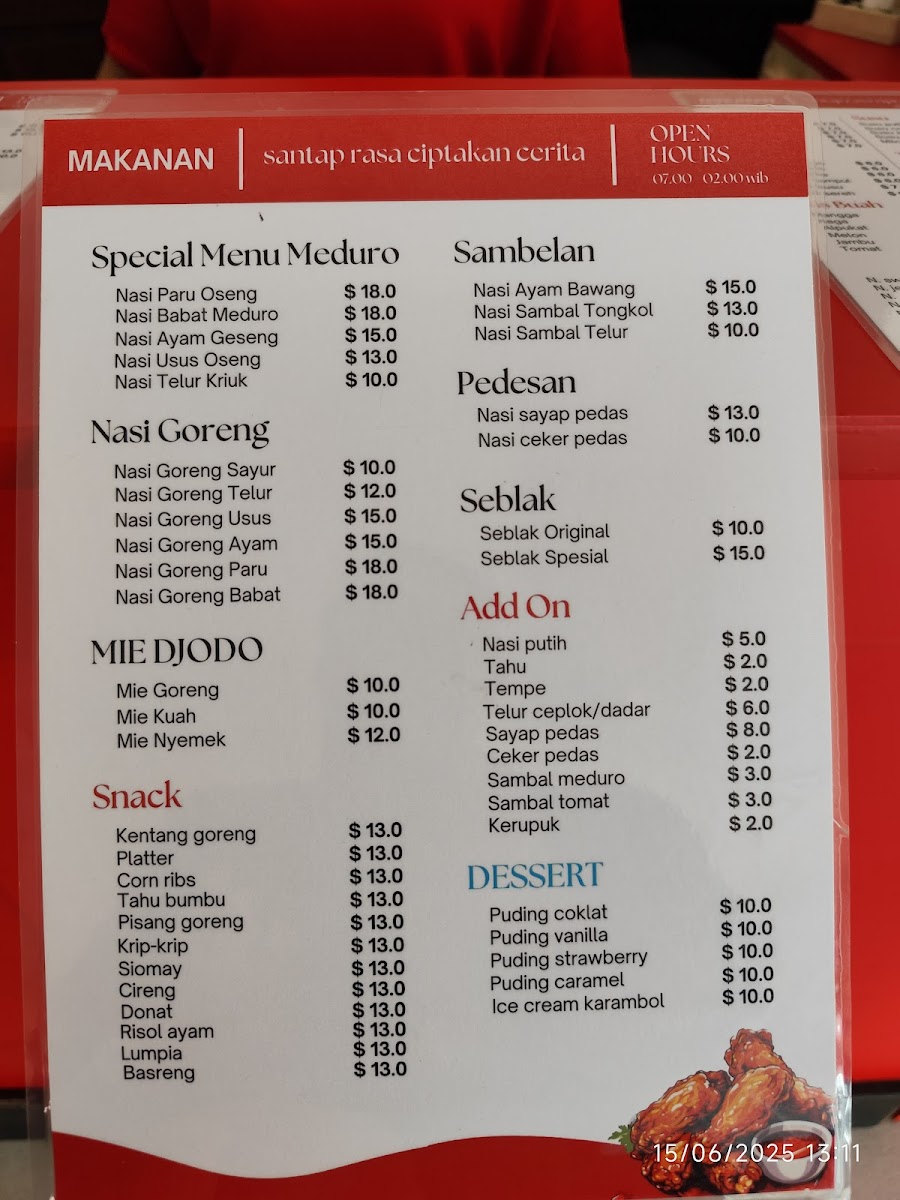 MAKANAN
santap rasa ciptakan cerita
OPEN
HOURS
07.00 02.00 wib
Special Menu Meduro
Nasi Paru Oseng $ 18.0
Nasi Babat Meduro $ 18.0
Nasi Ayam Geseng $ 15.0
Nasi Usus Oseng $ 13.0
Nasi Telur Kriuk $ 10.0
Nasi Goreng
Nasi Goreng Sayur $ 10.0
Nasi Goreng Telur $ 12.0
Nasi Goreng Usus $ 15.0
Nasi Goreng Ayam $ 15.0
Nasi Goreng Paru $ 18.0
Nasi Goreng Babat $ 18.0
MIE DJODO
Mie Goreng $ 10.0
Mie Kuah $ 10.0
Mie Nyemek $ 12.0
Snack
Kentang goreng $ 13.0
Platter $ 13.0
Corn ribs $ 13.0
Tahu bumbu $ 13.0
Pisang goreng $ 13.0
Krip-krip $ 13.0
Siomay $ 13.0
Cireng $ 13.0
Donat $ 13.0
Risol ayam $ 13.0
Lumpia $ 13.0
Basreng $ 13.0
Sambelan
Nasi Ayam Bawang $ 15.0
Nasi Sambal Tongkol $ 13.0
Nasi Sambal Telur $ 10.0
Pedesan
Nasi sayap pedas $ 13.0
Nasi ceker pedas $ 10.0
Seblak
Seblak Original $ 10.0
Seblak Spesial $ 15.0
Add On
Nasi putih $ 5.0
Tahu $ 2.0
Tempe $ 2.0
Telur ceplok/dadar $ 6.0
Sayap pedas $ 8.0
Ceker pedas $ 2.0
Sambal meduro $ 3.0
Sambal tomat $ 3.0
Kerupuk $ 2.0
DESSERT
Puding coklat $ 10.0
Puding vanilla $ 10.0
Puding strawberry $ 10.0
Puding caramel $ 10.0
Ice cream karambol $ 10.0
Buah
Mangga
Naga
Alpukat
Melon
Jambu
Tomat
15/06/2025 13:11